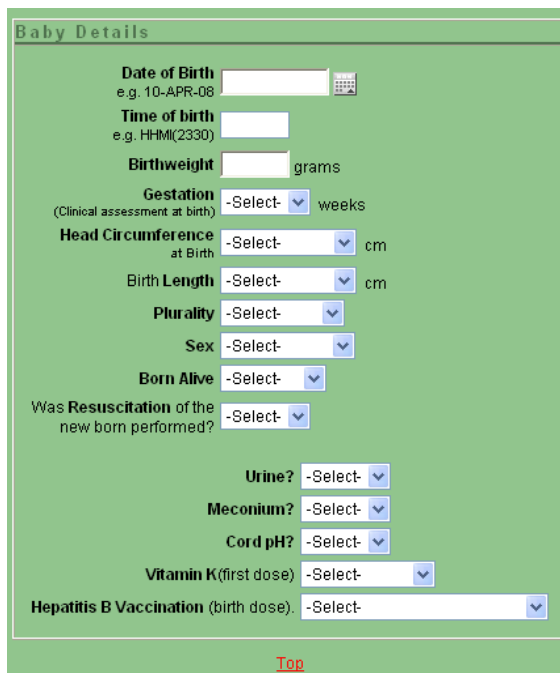 Baby Details
Date of Birth
e.g. 10-APR-08
Time of birth
e.g. HHMI(2330)
Birthweight grams
Gestation
(Clinical assessment at birth) -Select- weeks
Head Circumference
at Birth -Select- cm
Birth Length -Select- cm
Plurality -Select-
Sex -Select-
Born Alive -Select-
Was Resuscitation of the
new born performed? -Select-
Urine? -Select-
Meconium? -Select-
Cord pH? -Select-
Vitamin K(first dose) -Select-
Hepatitis B Vaccination (birth dose). -Select-
Top